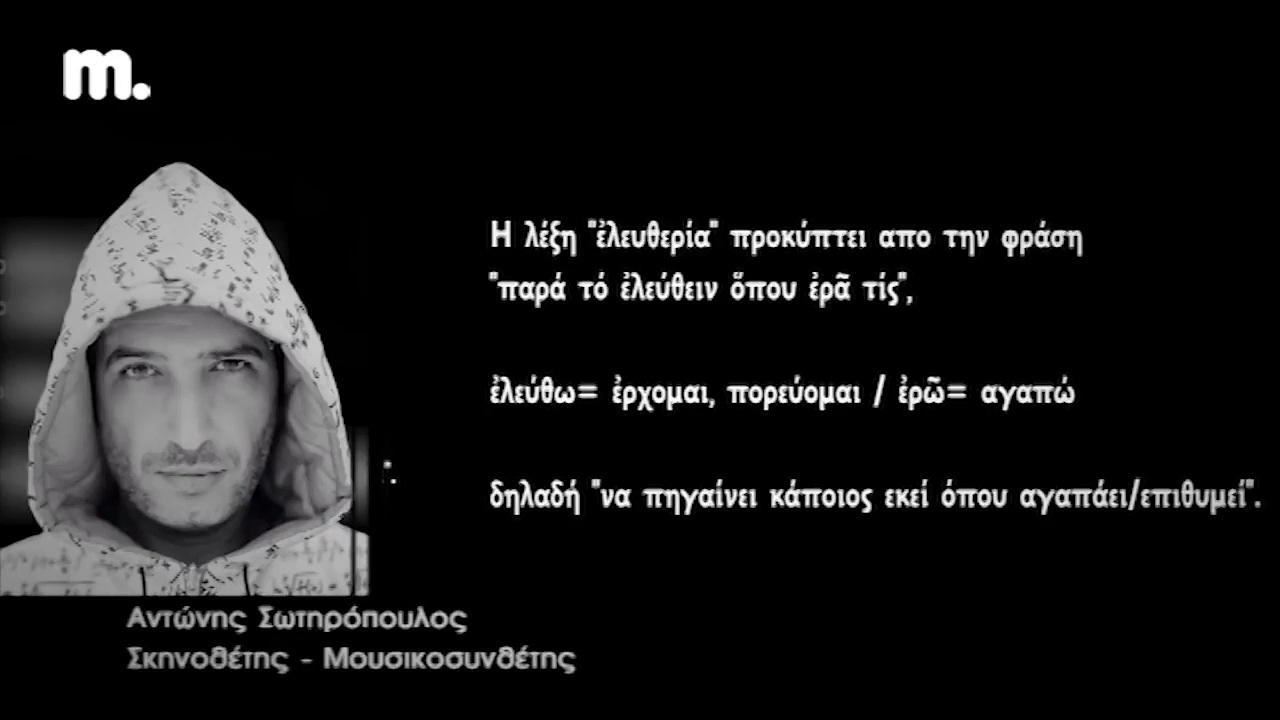 m.
Η λέξη "ἐλευθερία" προκύπτει απο την φράση
"παρά τό ἐλεύθειν ὅπου ἐρᾶ τίς",
ἐλεύθω= ἐρχομαι, πορεύομαι / ἐρῶ= αγαπώ
δηλαδή "να πηγαίνει κάποιος εκεί όπου αγαπάει/επιθυμεί".
Αντώνης Σωτηρόπουλος
Σκηνοθέτης - Μουσικοσυνθέτης